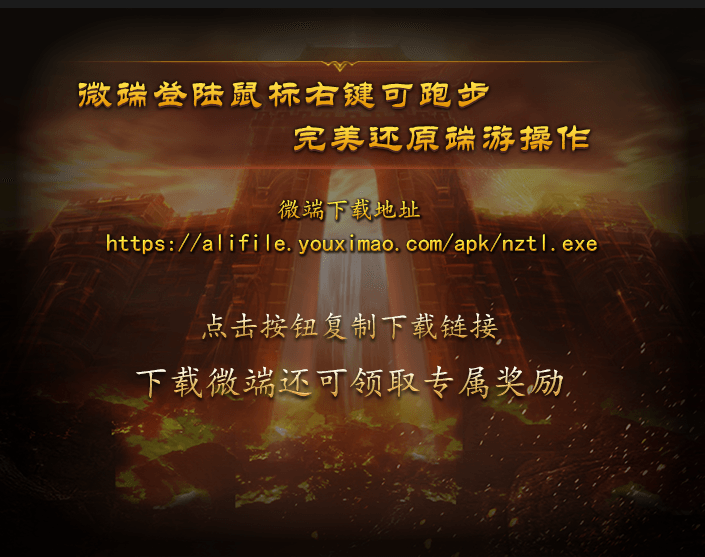 微端登陆鼠标右键可跑步
完美还原端游操作
微端下载地址
https://alifile.youximao.com/apk/nztl.exe
点击按钮复制下载链接
下载微端还可领取专属奖励